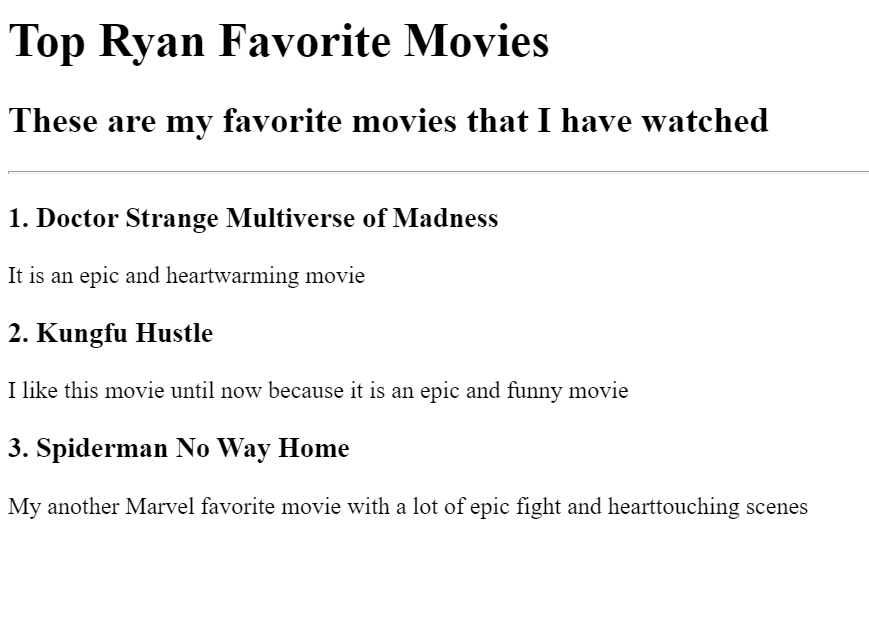 Top Ryan Favorite Movies
These are my favorite movies that I have watched
1. Doctor Strange Multiverse of Madness
It is an epic and heartwarming movie
2. Kungfu Hustle
I like this movie until now because it is an epic and funny movie
3. Spiderman No Way Home
My another Marvel favorite movie with a lot of epic fight and hearttouching scenes